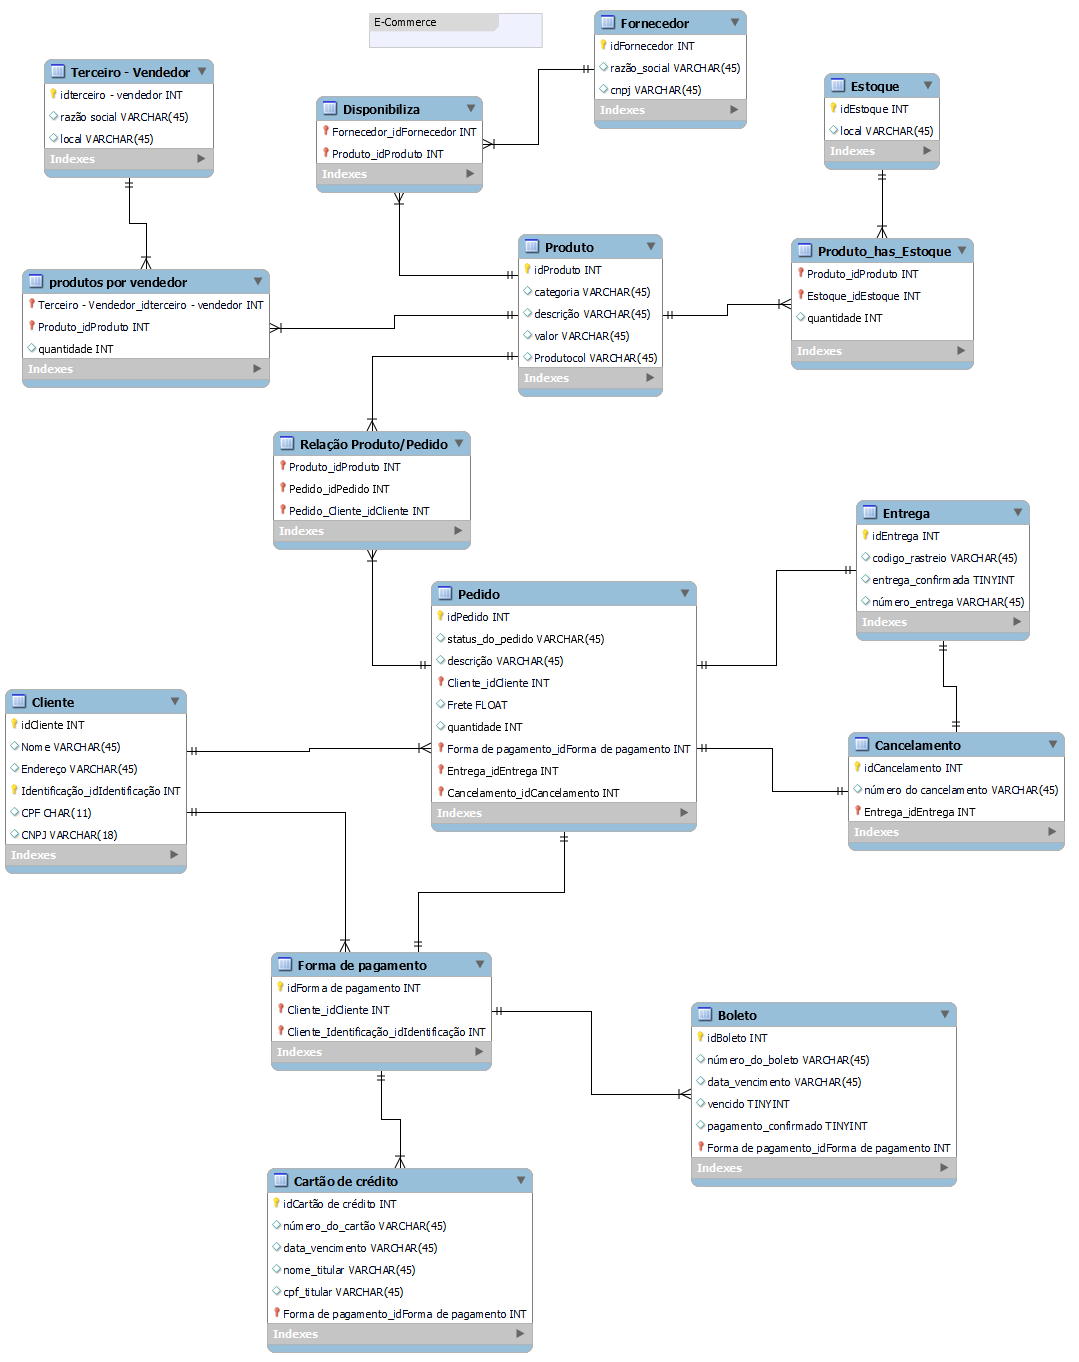 E-Commerce
Fornecedor
idFornecedor INT
razão_social VARCHAR(45)
cnpj VARCHAR(45)
Indexes
Terceiro - Vendedor
idterceiro - vendedor INT
razão social VARCHAR(45)
local VARCHAR(45)
Indexes
Disponibiliza
Fornecedor_idFornecedor INT
Produto_idProduto INT
Indexes
Estoque
idEstoque INT
local VARCHAR(45)
Indexes
produtos por vendedor
Terceiro - Vendedor_idterceiro - vendedor INT
Produto_idProduto INT
quantidade INT
Indexes
Produto
idProduto INT
categoria VARCHAR(45)
descrição VARCHAR(45)
valor VARCHAR(45)
Produtocol VARCHAR(45)
Indexes
Produto_has_Estoque
Produto_idProduto INT
Estoque_idEstoque INT
quantidade INT
Indexes
Relação Produto/Pedido
Produto_idProduto INT
Pedido_idPedido INT
Pedido_Cliente_idCliente INT
Indexes
Entrega
idEntrega INT
codigo_rastreio VARCHAR(45)
entrega_confirmada TINYINT
número_entrega VARCHAR(45)
Indexes
Pedido
idPedido INT
status_do_pedido VARCHAR(45)
descrição VARCHAR(45)
Cliente_idCliente INT
Frete FLOAT
quantidade INT
Forma de pagamento_idForma de pagamento INT
Entrega_idEntrega INT
Cancelamento_idCancelamento INT
Indexes
Cliente
idCliente INT
Nome VARCHAR(45)
Endereço VARCHAR(45)
Identificação_idIdentificação INT
CPF CHAR(11)
CNPJ VARCHAR(18)
Indexes
Cancelamento
idCancelamento INT
número do cancelamento VARCHAR(45)
Entrega_idEntrega INT
Indexes
Forma de pagamento
idForma de pagamento INT
Cliente_idCliente INT
Cliente_Identificação_idIdentificação INT
Indexes
Boleto
idBoleto INT
número_do_boleto VARCHAR(45)
data_vencimento VARCHAR(45)
vencido TINYINT
pagamento_confirmado TINYINT
Forma de pagamento_idForma de pagamento INT
Indexes
Cartão de crédito
idCartão de crédito INT
número_do_cartão VARCHAR(45)
data_vencimento VARCHAR(45)
nome_titular VARCHAR(45)
cpf_titular VARCHAR(45)
Forma de pagamento_idForma de pagamento INT
Indexes